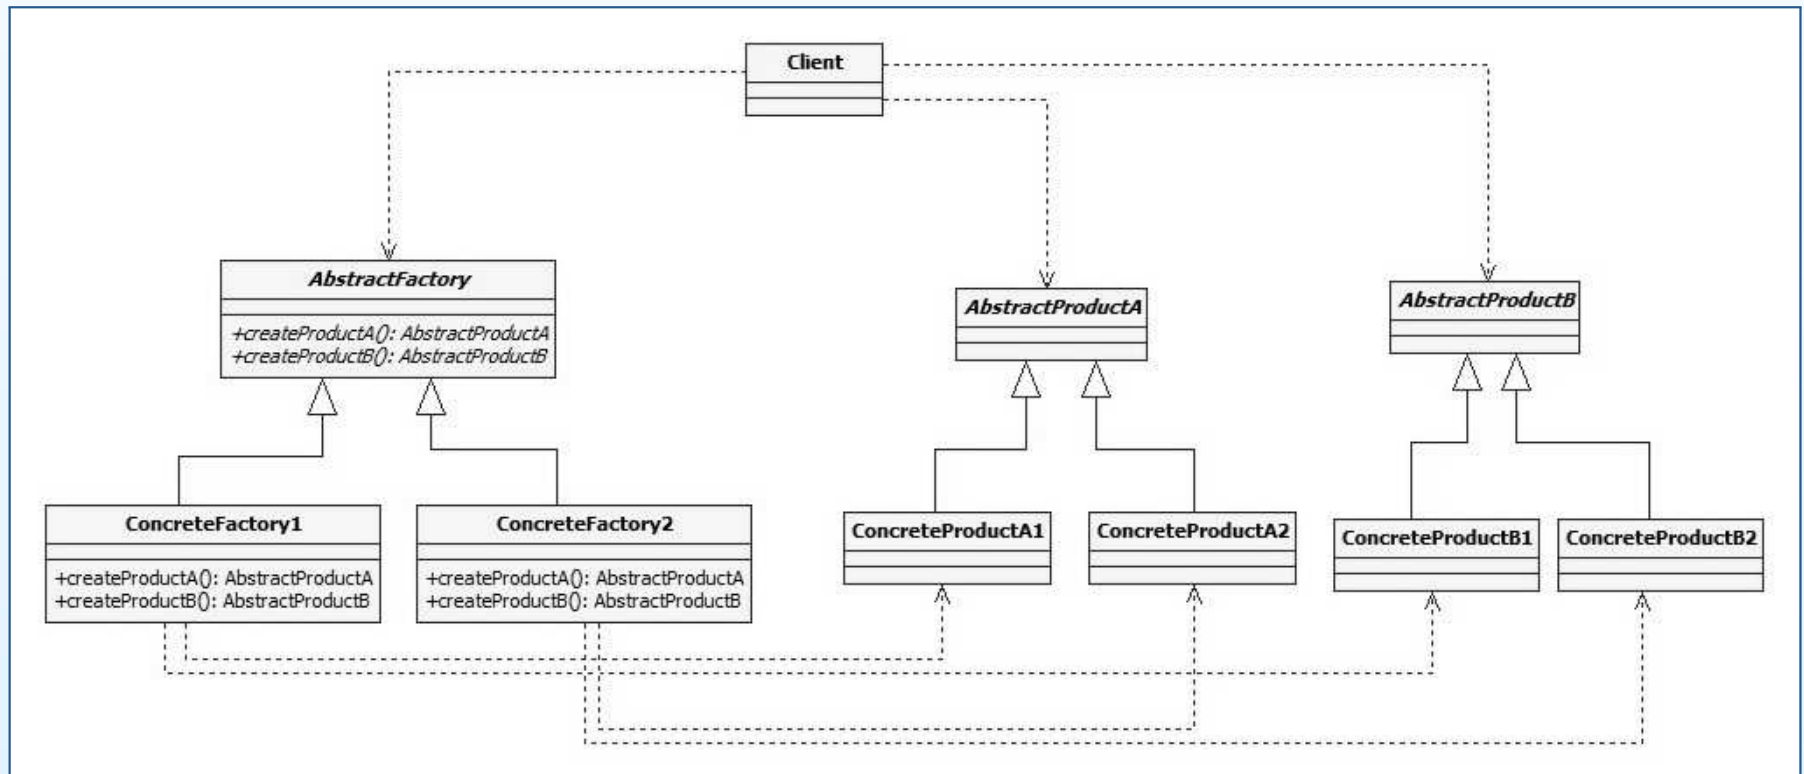 Client
AbstractFactory
+createProductA(): AbstractProductA
+createProductB(): AbstractProductB
AbstractProductA
AbstractProductB
ConcreteFactory1
+createProductA(): AbstractProductA
+createProductB(): AbstractProductB
ConcreteFactory2
+createProductA(): AbstractProductA
+createProductB(): AbstractProductB
ConcreteProductA1
ConcreteProductA2
ConcreteProductB1
ConcreteProductB2